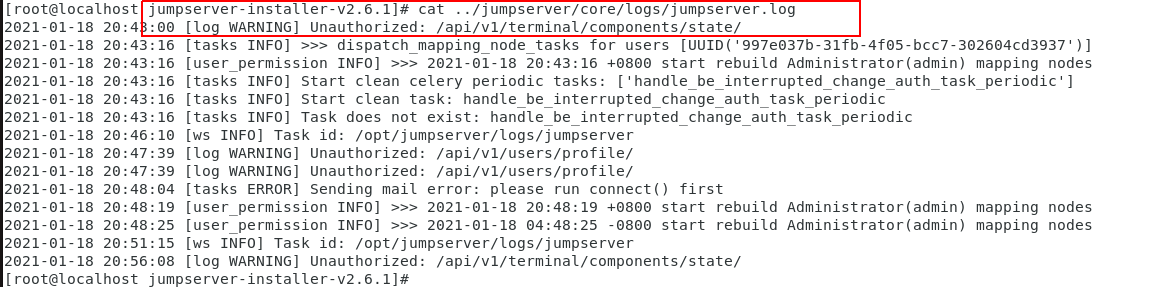 [root@localhost jumpserver-installer-v2.6.1]# cat ../jumpserver/core/logs/jumpserver.log
2021-01-18 20:43:00 [log WARNING] Unauthorized: /api/v1/terminal/components/state/
2021-01-18 20:43:16 [tasks INFO] >>> dispatch_mapping_node_tasks for users [UUID('997e037b-31fb-4f05-bcc7-302604cd3937')]
2021-01-18 20:43:16 [user_permission INFO] >>> 2021-01-18 20:43:16 +0800 start rebuild Administrator(admin) mapping nodes
2021-01-18 20:43:16 [tasks INFO] Start clean celery periodic tasks: ['handle_be_interrupted_change_auth_task_periodic']
2021-01-18 20:43:16 [tasks INFO] Start clean task: handle_be_interrupted_change_auth_task_periodic
2021-01-18 20:43:16 [tasks INFO] Task does not exist: handle_be_interrupted_change_auth_task_periodic
2021-01-18 20:46:10 [ws INFO] Task id: /opt/jumpserver/logs/jumpserver
2021-01-18 20:47:39 [log WARNING] Unauthorized: /api/v1/users/profile/
2021-01-18 20:47:39 [log WARNING] Unauthorized: /api/v1/users/profile/
2021-01-18 20:48:04 [tasks ERROR] Sending mail error: please run connect() first
2021-01-18 20:48:19 [user_permission INFO] >>> 2021-01-18 20:48:19 +0800 start rebuild Administrator(admin) mapping nodes
2021-01-18 20:48:25 [user_permission INFO] >>> 2021-01-18 04:48:25 -0800 start rebuild Administrator(admin) mapping nodes
2021-01-18 20:51:15 [ws INFO] Task id: /opt/jumpserver/logs/jumpserver
2021-01-18 20:56:08 [log WARNING] Unauthorized: /api/v1/terminal/components/state/
[root@localhost jumpserver-installer-v2.6.1]#